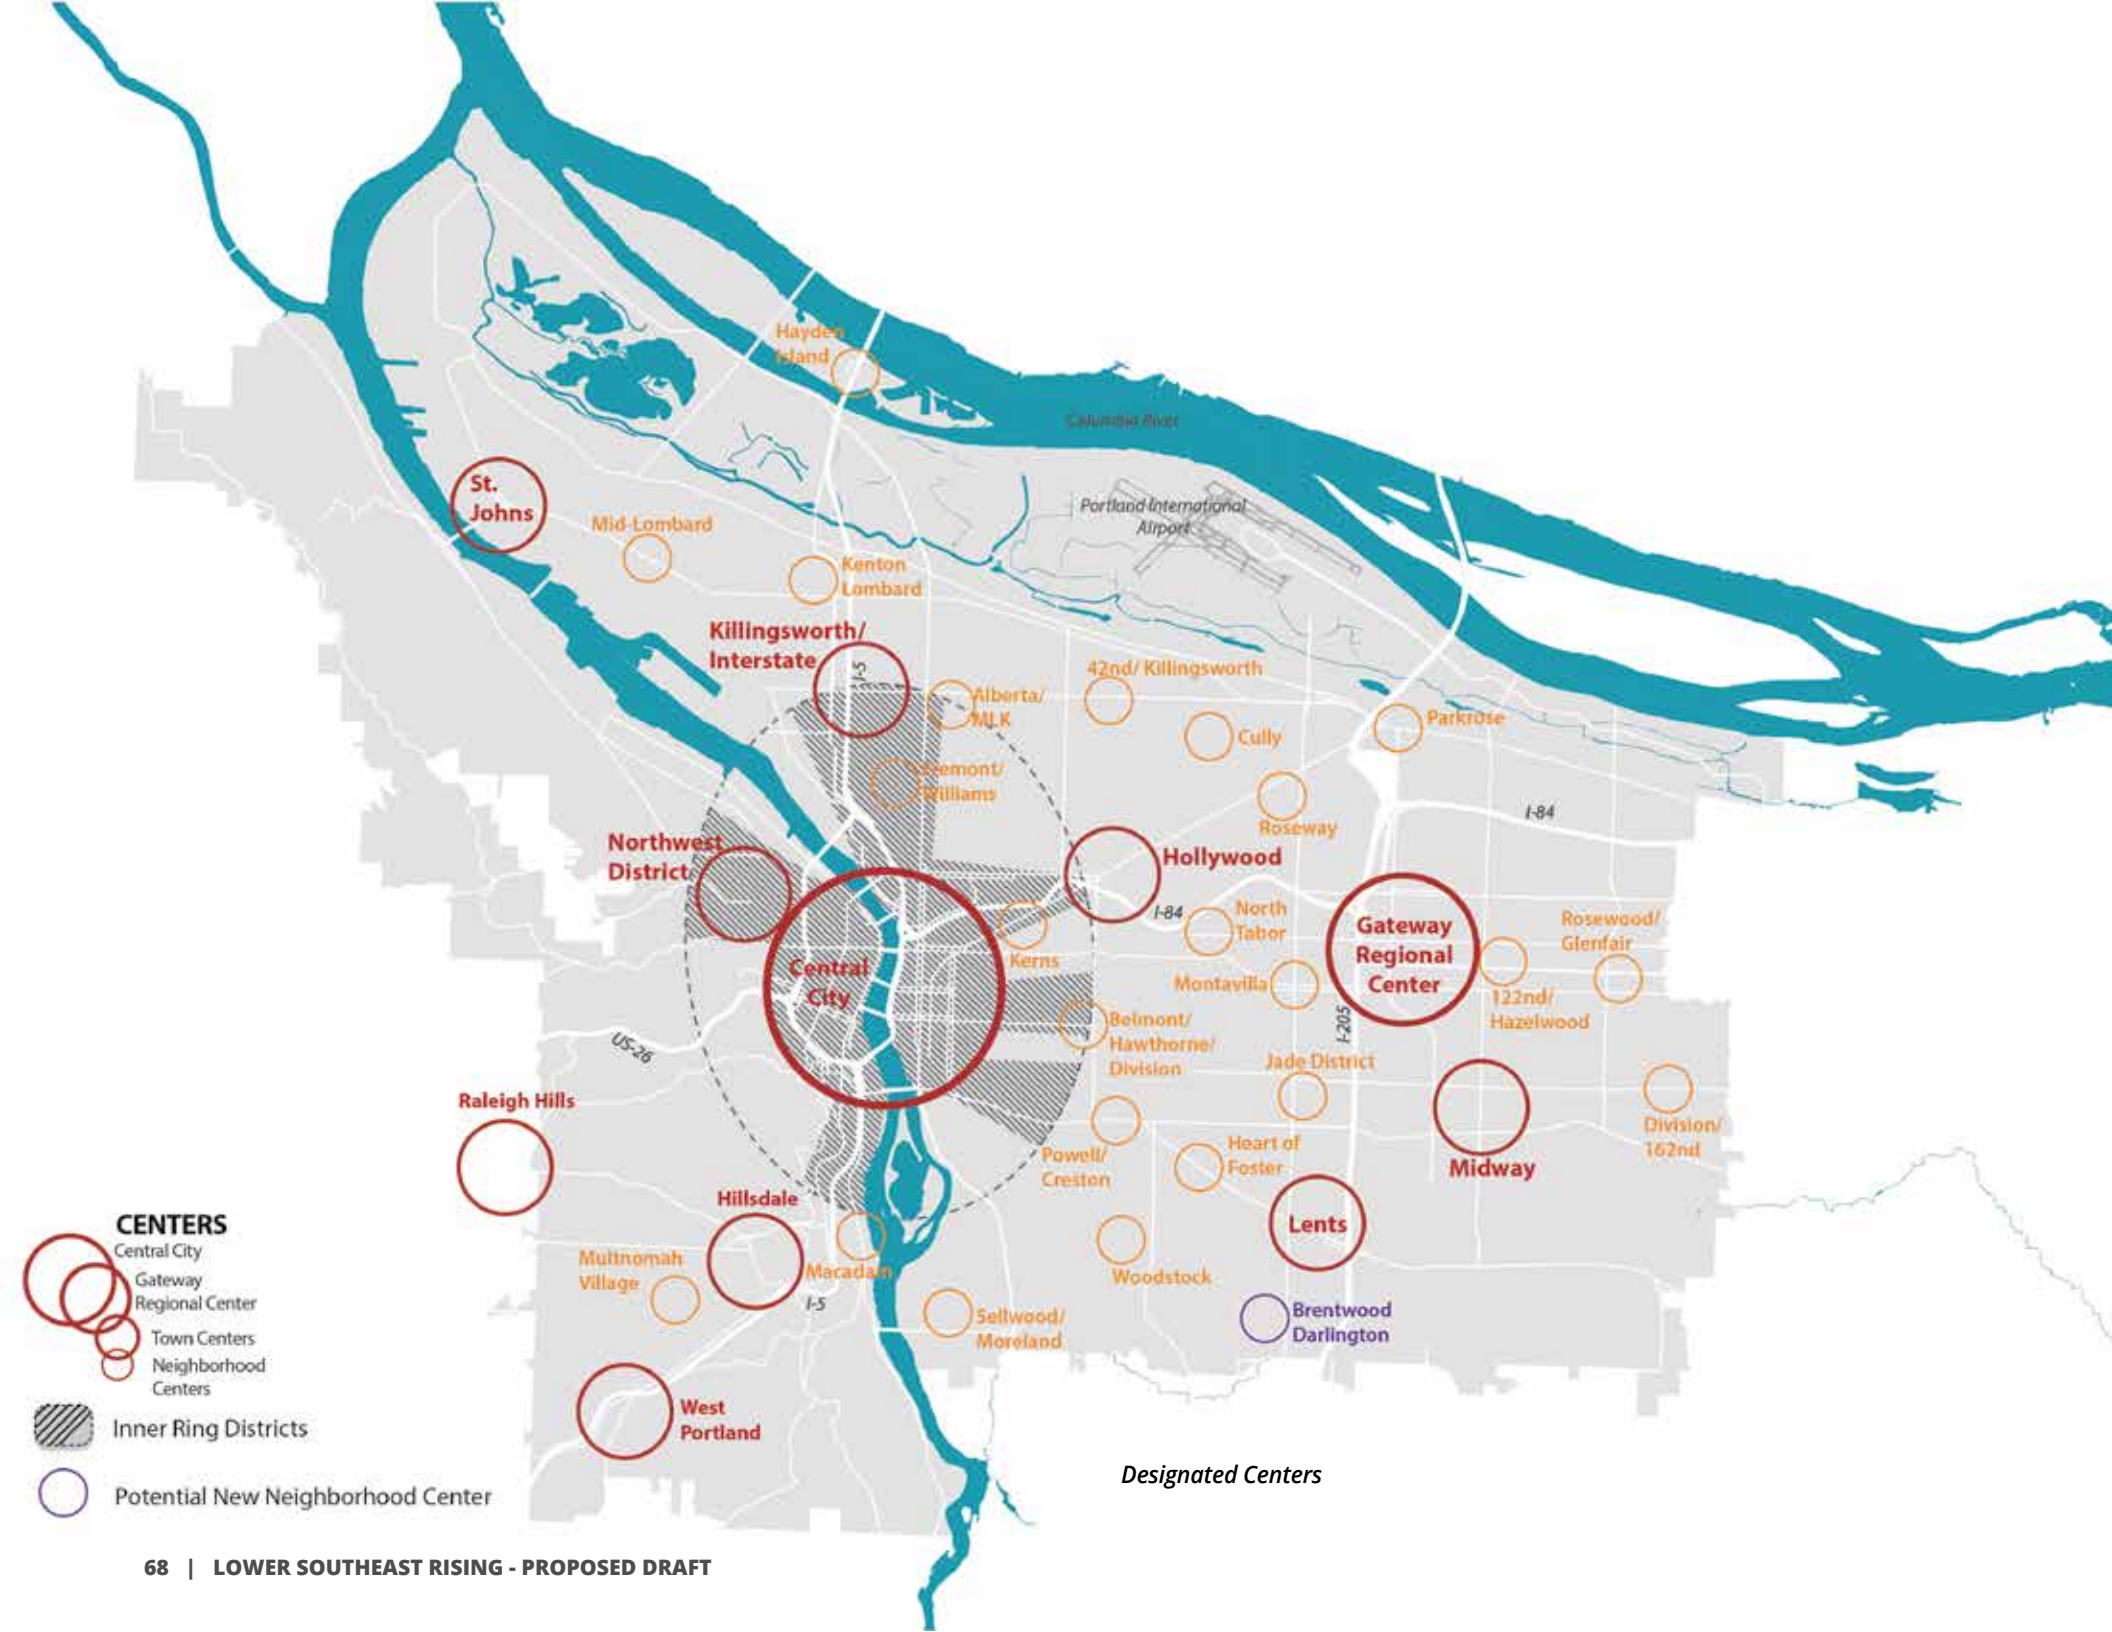 Hayden
Island
Columbia River
Portland International
Airport
St.
Johns
Mid-Lombard
Kenton
Lombard
Killingsworth/
Interstate
I-5
42nd/ Killingsworth
Alberta/
MLK
Parkrose
Cully
Williams
Roseway
I-84
Northwest
District
Hollywood
I-84
North
Tabor
Gateway
Regional
Center
Rosewood/
Glenfair
Kerns
Central
City
Montavilla
122nd/
Hazelwood
I-205
Belmont/
Hawthorne/
Division
US-26
Jade District
Raleigh Hills
Division/
162nd
Powell/
Creston
Heart of
Foster
Midway
Hillsdale
Lents
Multnomah
Village
Macadam
Woodstock
I-5
Sellwood/
Moreland
Brentwood
Darlington
West
Portland
CENTERS
Central City
Gateway
Regional Center
Town Centers
Neighborhood
Centers
Inner Ring Districts
Potential New Neighborhood Center
Designated Centers
68 | LOWER SOUTHEAST RISING - PROPOSED DRAFT